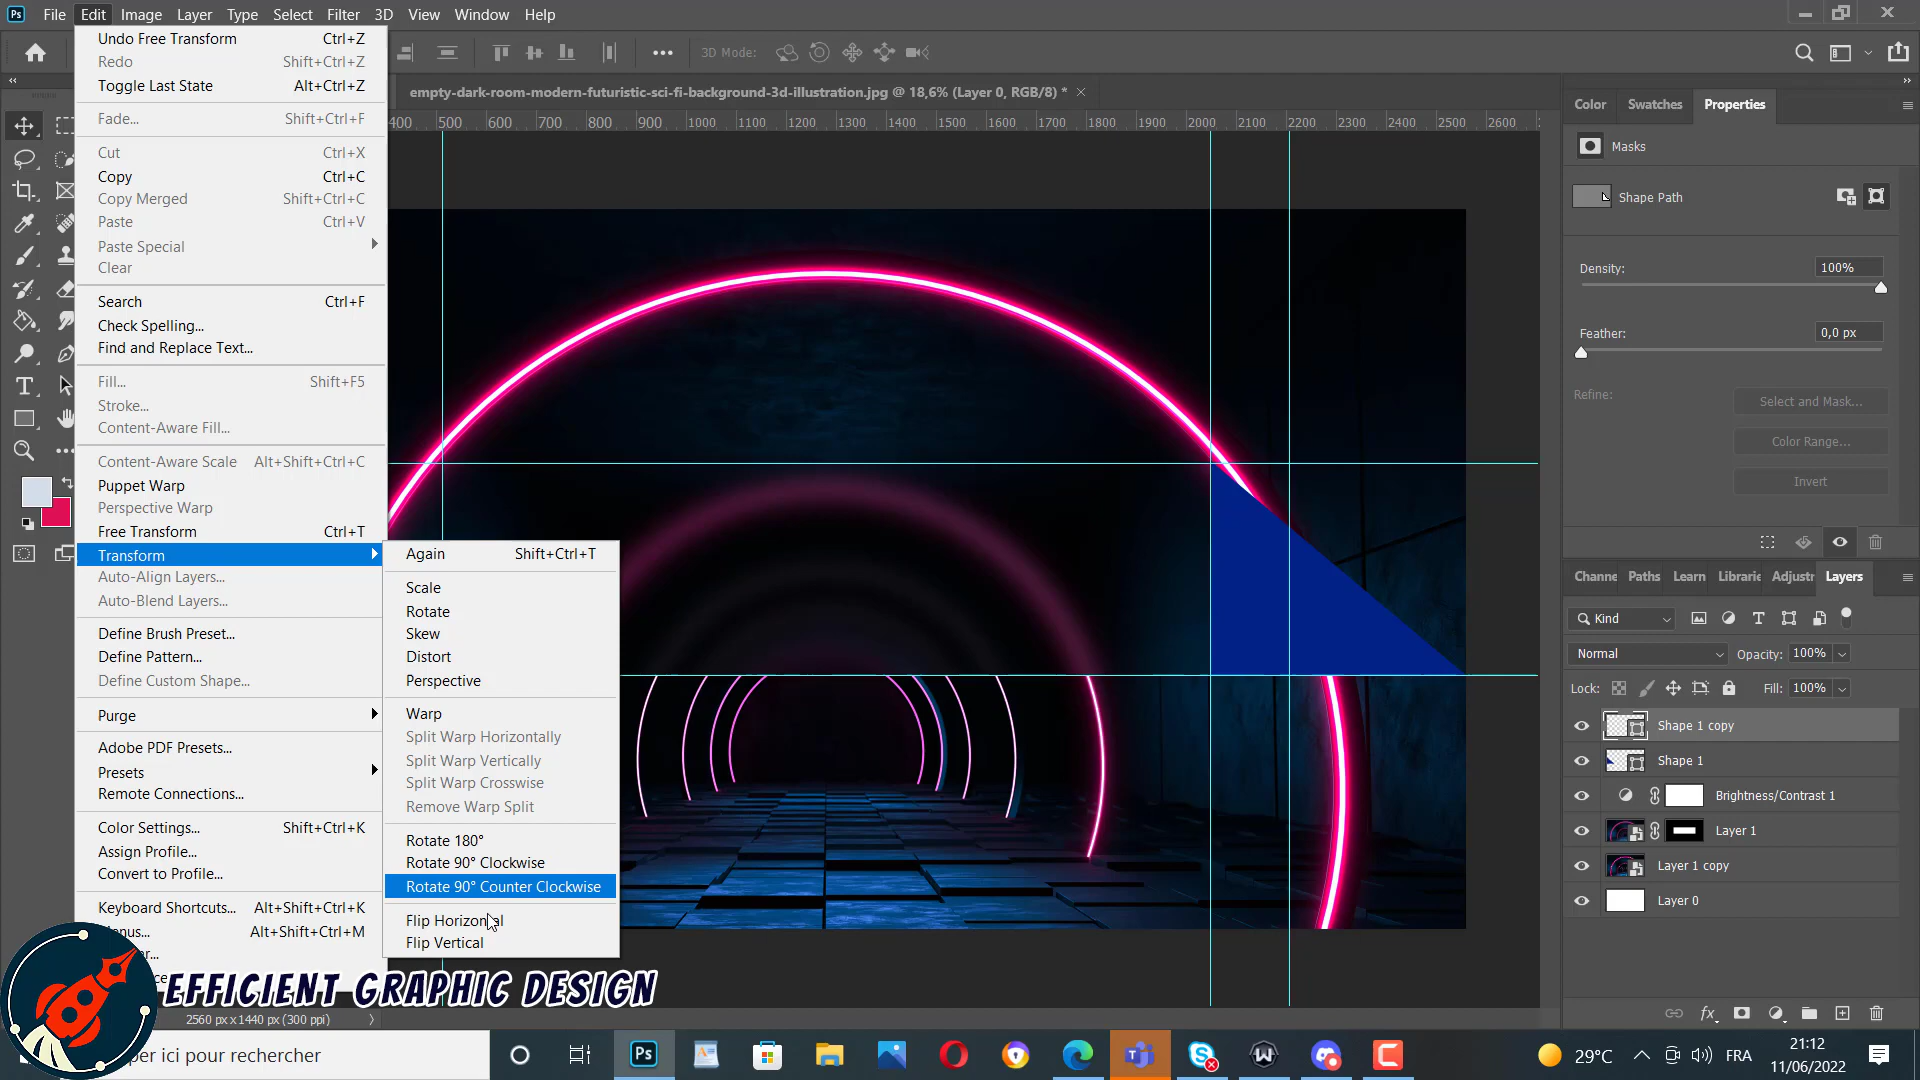 Ps File Edit Image Layer Type Select Filter 3D View Window Help
3D Mode:
empty-dark-room-modern-futuristic-sci-fi-background-3d-illustration.jpg @ 18,6% (Layer 0, RGB/8) *
400 500 600 700 800 900 1000 1100 1200 1300 1400 1500 1600 1700 1800 1900 2000 2100 2200 2300 2400 2500 2600
Undo Free Transform Ctrl+Z
Redo Shift+Ctrl+Z
Toggle Last State Alt+Ctrl+Z
Fade... Shift+Ctrl+F
Cut Ctrl+X
Copy Ctrl+C
Copy Merged Shift+Ctrl+C
Paste Ctrl+V
Paste Special
Clear
Search Ctrl+F
Check Spelling...
Find and Replace Text...
Fill... Shift+F5
Stroke...
Content-Aware Fill...
Content-Aware Scale Alt+Shift+Ctrl+C
Puppet Warp
Perspective Warp
Free Transform Ctrl+T
Transform
Auto-Align Layers...
Auto-Blend Layers...
Define Brush Preset...
Define Pattern...
Define Custom Shape...
Purge
Adobe PDF Presets...
Presets
Remote Connections...
Color Settings... Shift+Ctrl+K
Assign Profile...
Convert to Profile...
Keyboard Shortcuts... Alt+Shift+Ctrl+K
Alt+Shift+Ctrl+M
Again Shift+Ctrl+T
Scale
Rotate
Skew
Distort
Perspective
Warp
Split Warp Horizontally
Split Warp Vertically
Split Warp Crosswise
Remove Warp Split
Rotate 180°
Rotate 90° Clockwise
Rotate 90° Counter Clockwise
Flip Horizontal
Flip Vertical
Color Swatches Properties
Masks
Shape Path
Density: 100%
Feather: 0,0 px
Refine: Select and Mask...
Color Range...
Invert
Channe Paths Learn Librarie Adjustr Layers
Kind
Normal Opacity: 100%
Lock: Fill: 100%
Shape 1 copy
Shape 1
Brightness/Contrast 1
Layer 1
Layer 1 copy
Layer 0
fx
EFFICIENT GRAPHIC DESIGN
2560 px x 1440 px (300 ppi)
per ici pour rechercher
Ps
29°C
FRA
21:12
11/06/2022